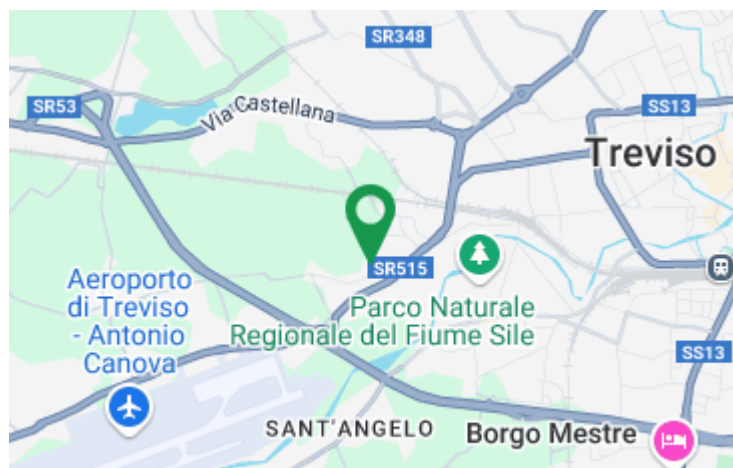 SR348
SR53
Via Castellana
SS13
Treviso
SR515
Aeroporto
di Treviso
- Antonio
Canova
Parco Naturale
Regionale del Fiume Sile
SS13
SANT'ANGELO
Borgo Mestre